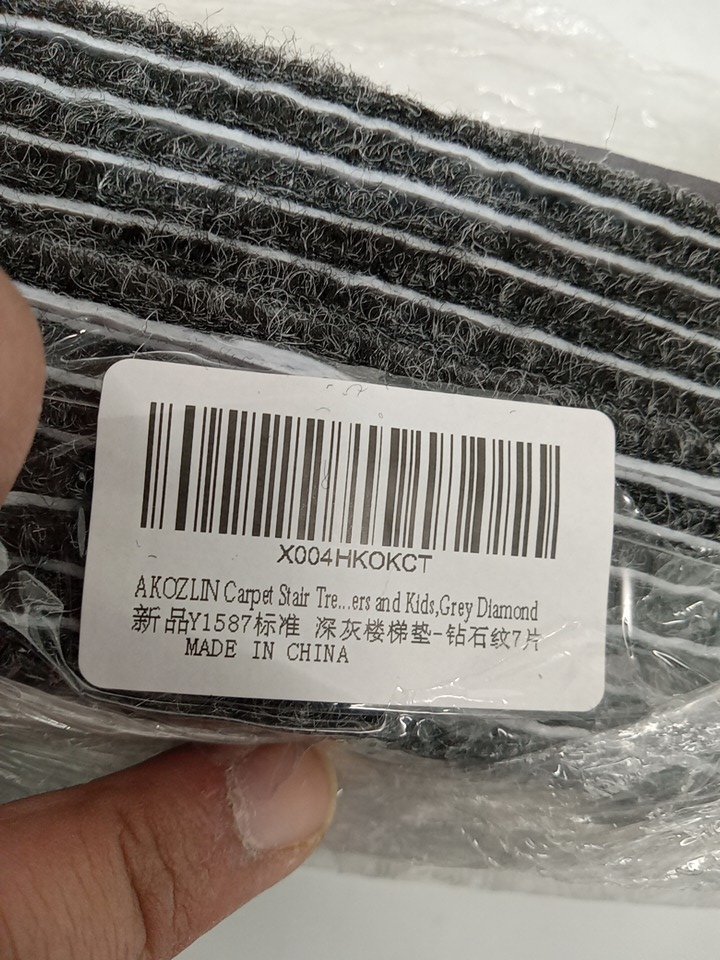 X004HKOKCT
AKOZLIN Carpet Stair Tre...ers and Kids,Grey Diamond
新品Y1587标准 深灰楼梯垫-钻石纹7片
MADE IN CHINA